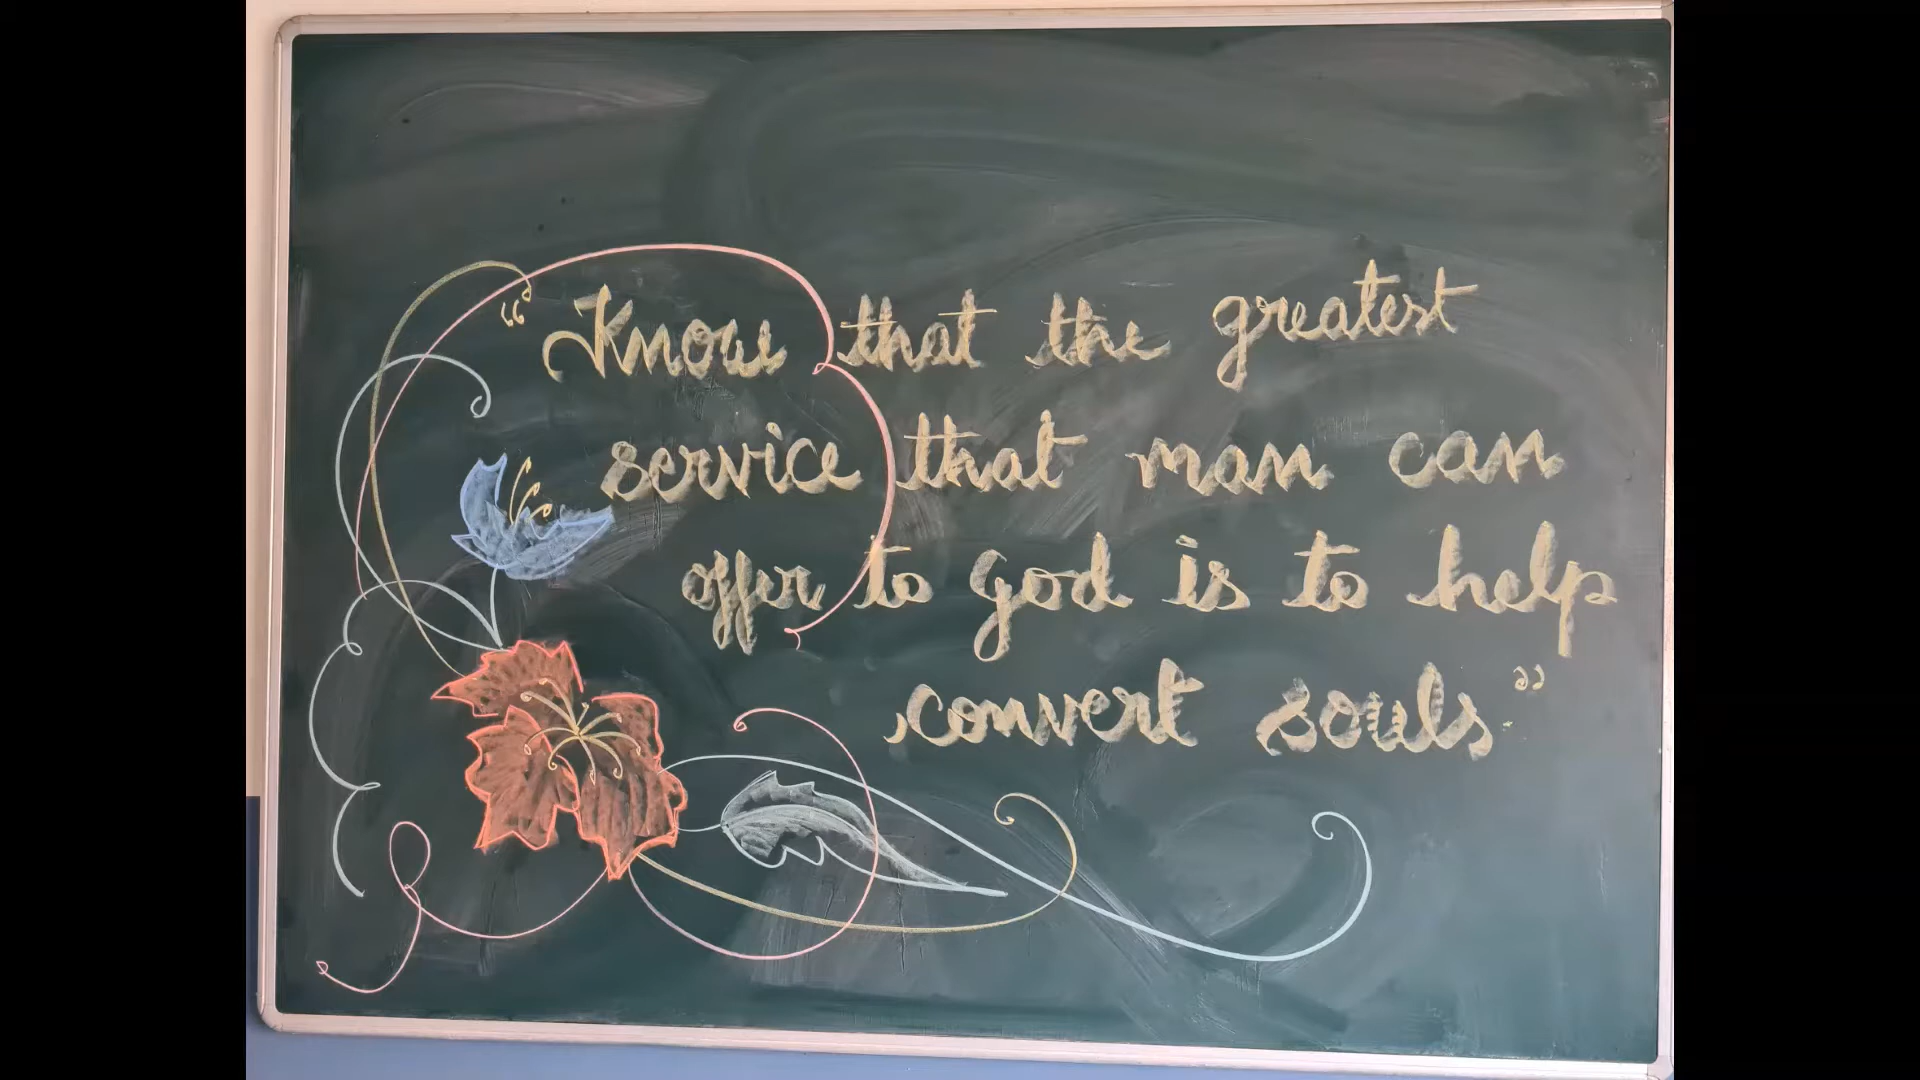 "Know that the greatest
service that man can
offer to God is to help
convert souls."